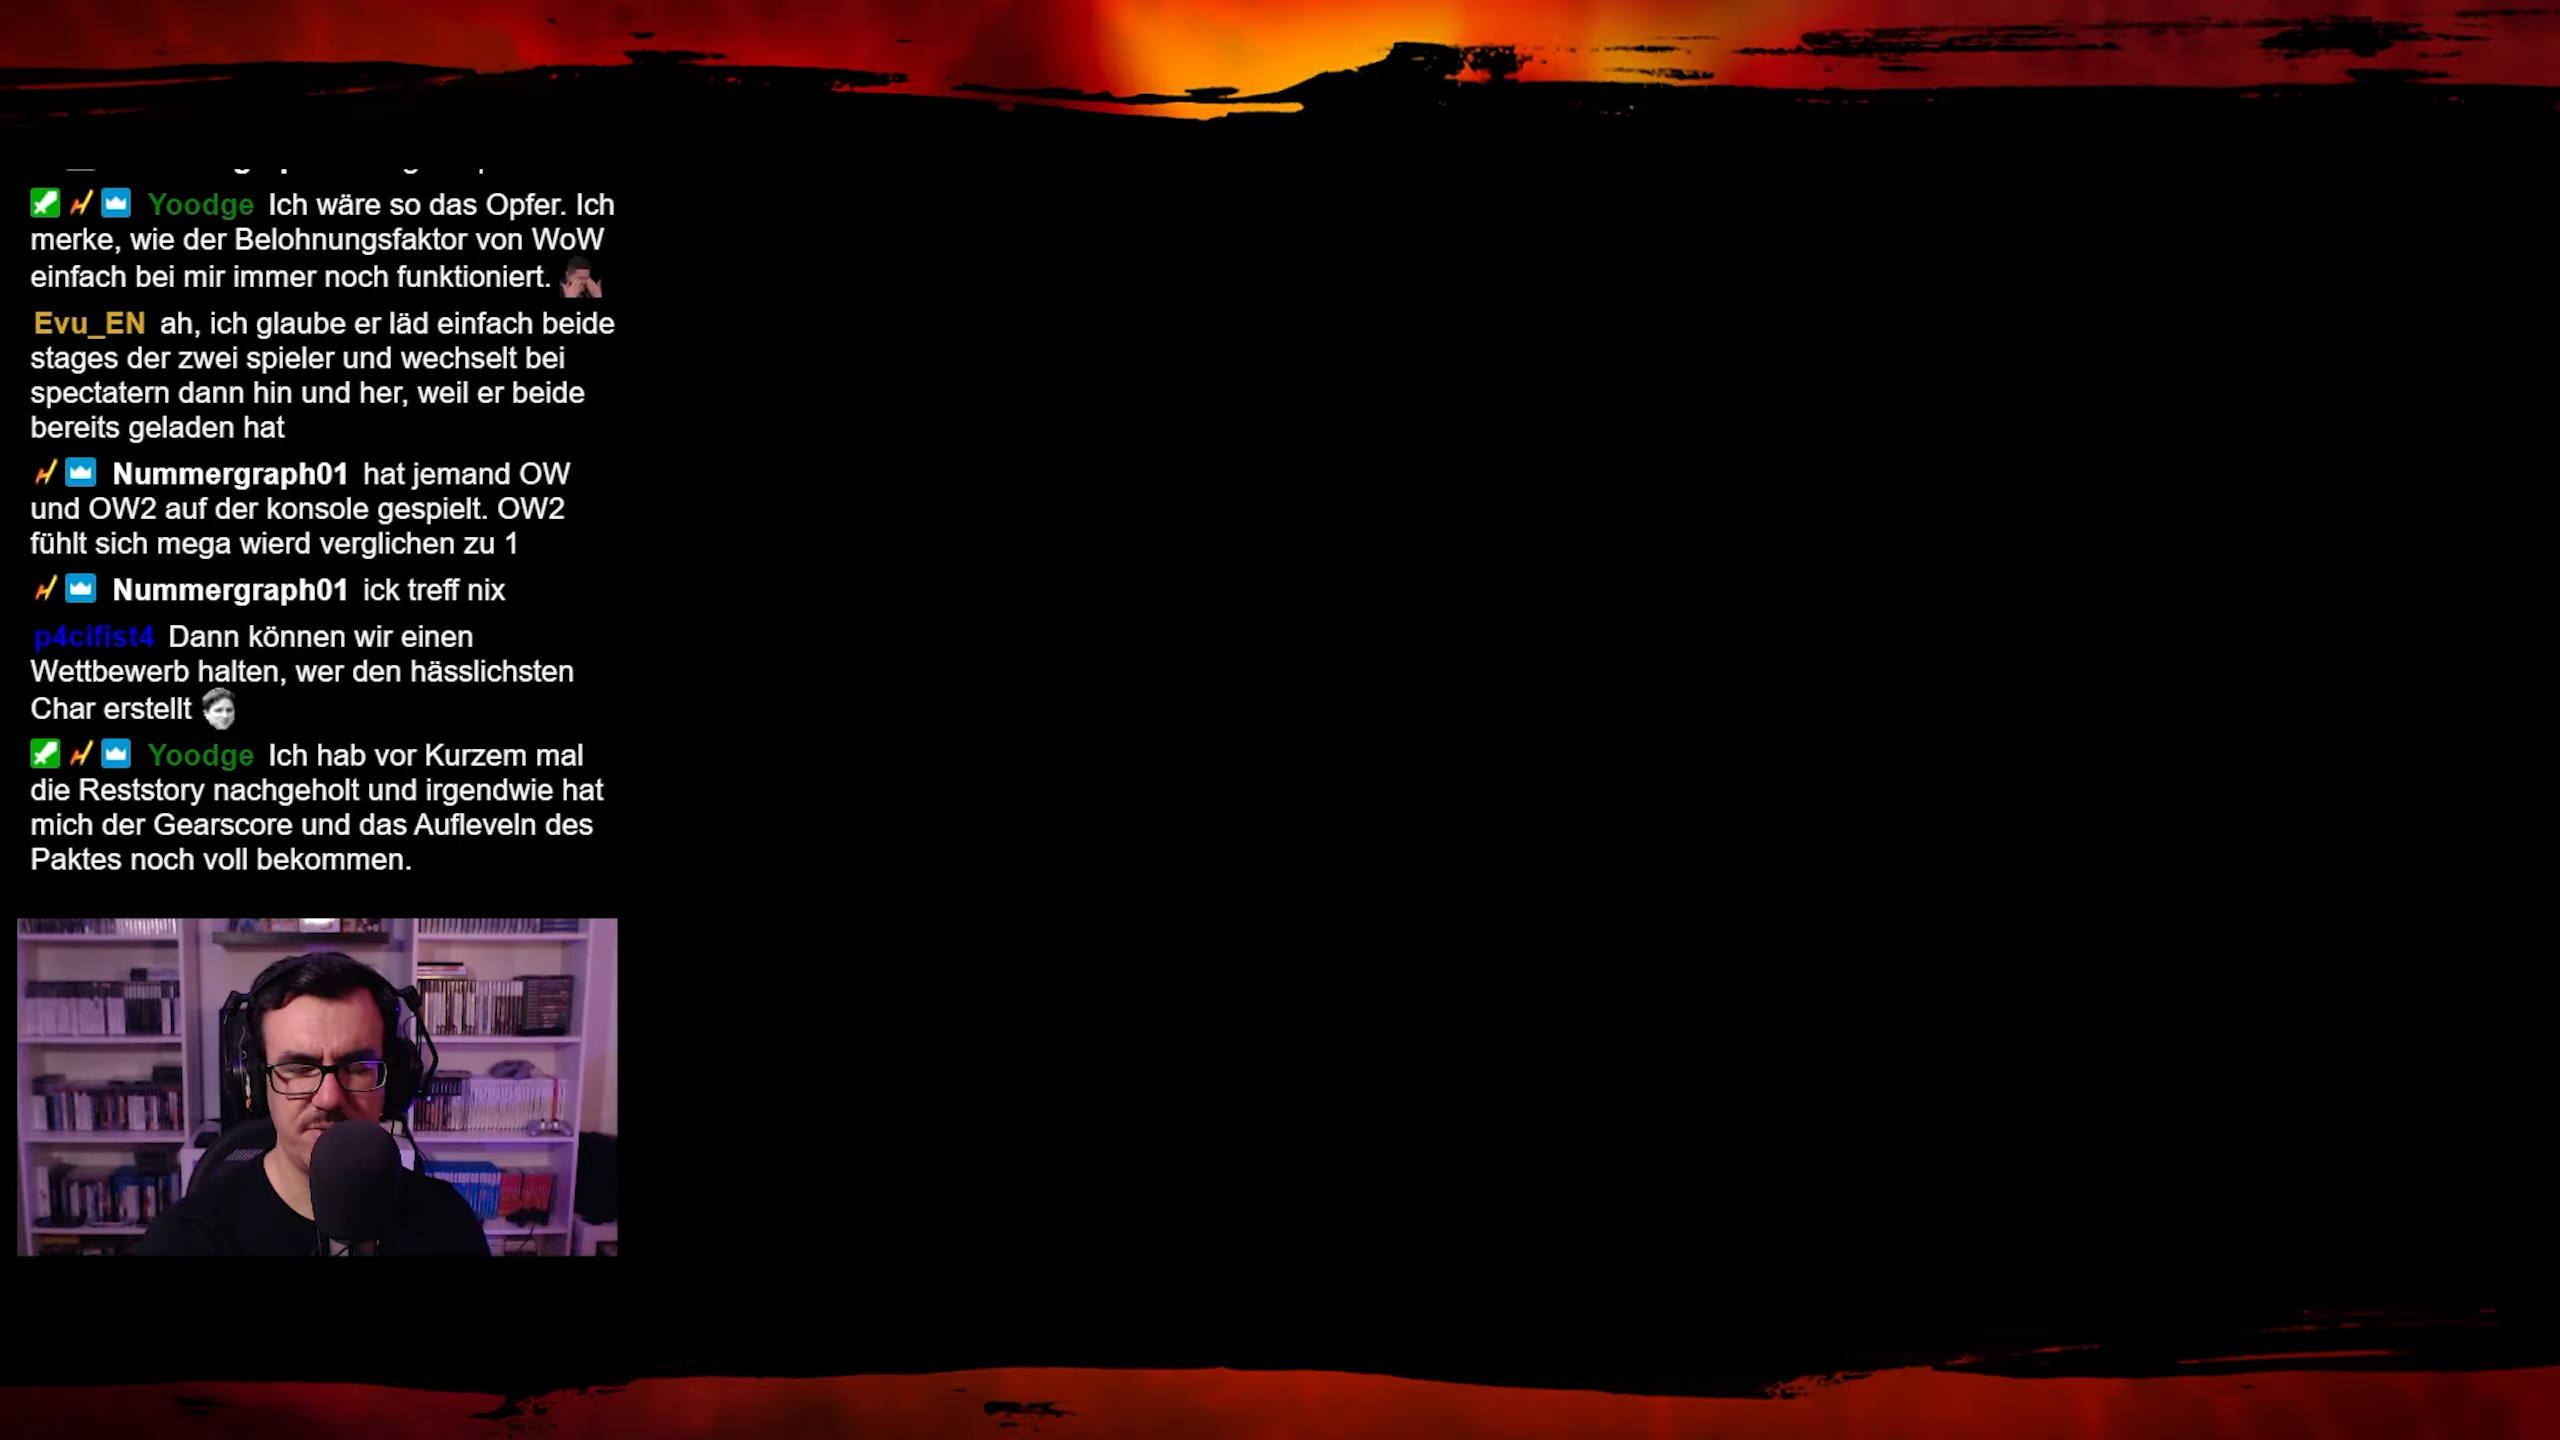 Yoodge Ich wäre so das Opfer. Ich
merke, wie der Belohnungsfaktor von WoW
einfach bei mir immer noch funktioniert.
Evu_EN ah, ich glaube er läd einfach beide
stages der zwei spieler und wechselt bei
spectatern dann hin und her, weil er beide
bereits geladen hat
Nummergraph01 hat jemand OW
und OW2 auf der konsole gespielt. OW2
fühlt sich mega wierd verglichen zu 1
Nummergraph01 ick treff nix
p4cifist4 Dann können wir einen
Wettbewerb halten, wer den hässlichsten
Char erstellt
Yoodge Ich hab vor Kurzem mal
die Reststory nachgeholt und irgendwie hat
mich der Gearscore und das Aufleveln des
Paktes noch voll bekommen.